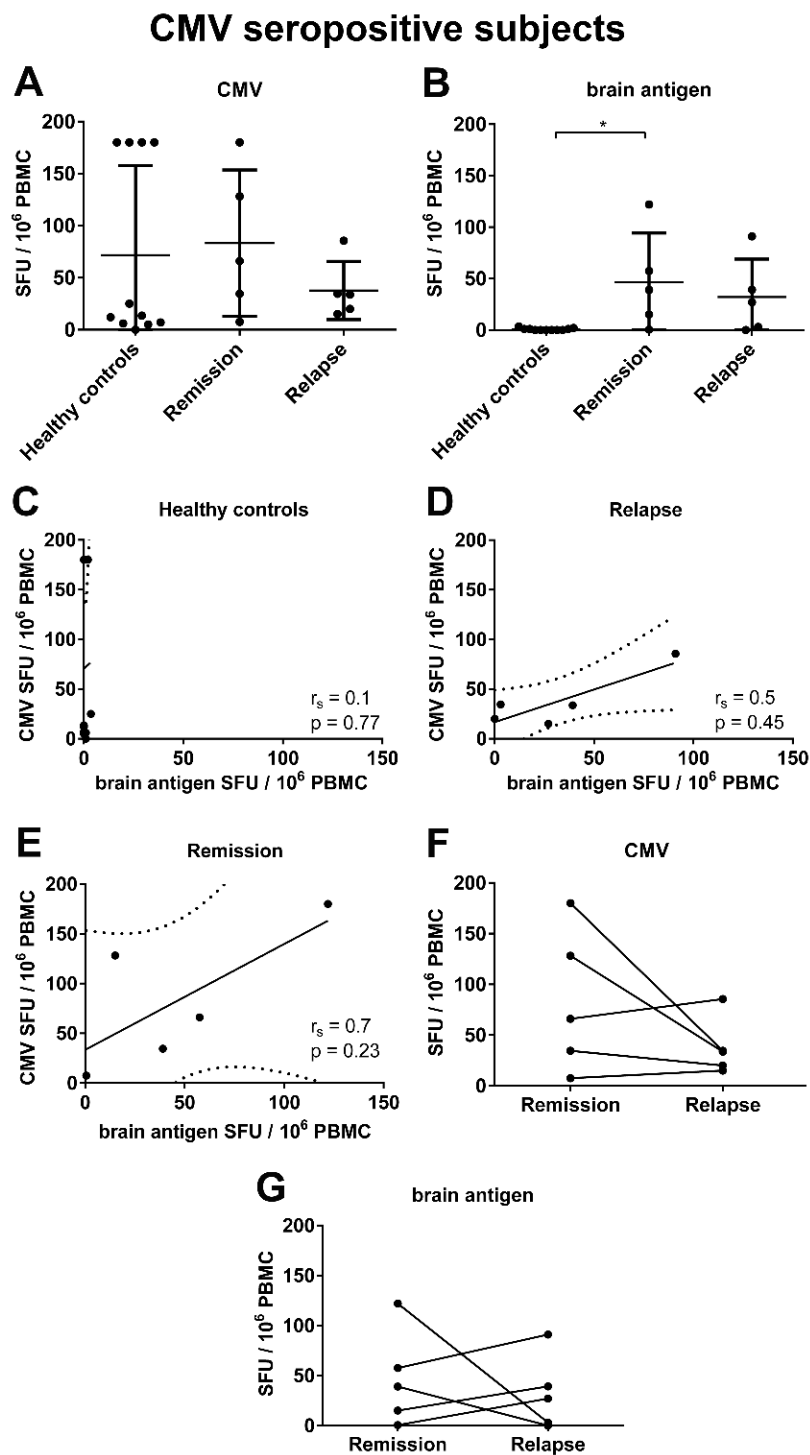 CMV seropositive subjects
A
CMV
SFU / 10⁶ PBMC
200
150
100
50
0
Healthy controls
Remission
Relapse
B
brain antigen
*
200
150
100
50
0
Healthy controls
Remission
Relapse
C
Healthy controls
CMV SFU / 10⁶ PBMC
200
150
100
50
0
rₛ = 0.1
p = 0.77
0
50
100
150
brain antigen SFU / 10⁶ PBMC
D
Relapse
CMV SFU / 10⁶ PBMC
200
150
100
50
0
rₛ = 0.5
p = 0.45
0
50
100
150
brain antigen SFU / 10⁶ PBMC
E
Remission
CMV SFU / 10⁶ PBMC
200
150
100
50
0
rₛ = 0.7
p = 0.23
0
50
100
150
brain antigen SFU / 10⁶ PBMC
F
CMV
SFU / 10⁶ PBMC
200
150
100
50
0
Remission
Relapse
G
brain antigen
SFU / 10⁶ PBMC
200
150
100
50
0
Remission
Relapse